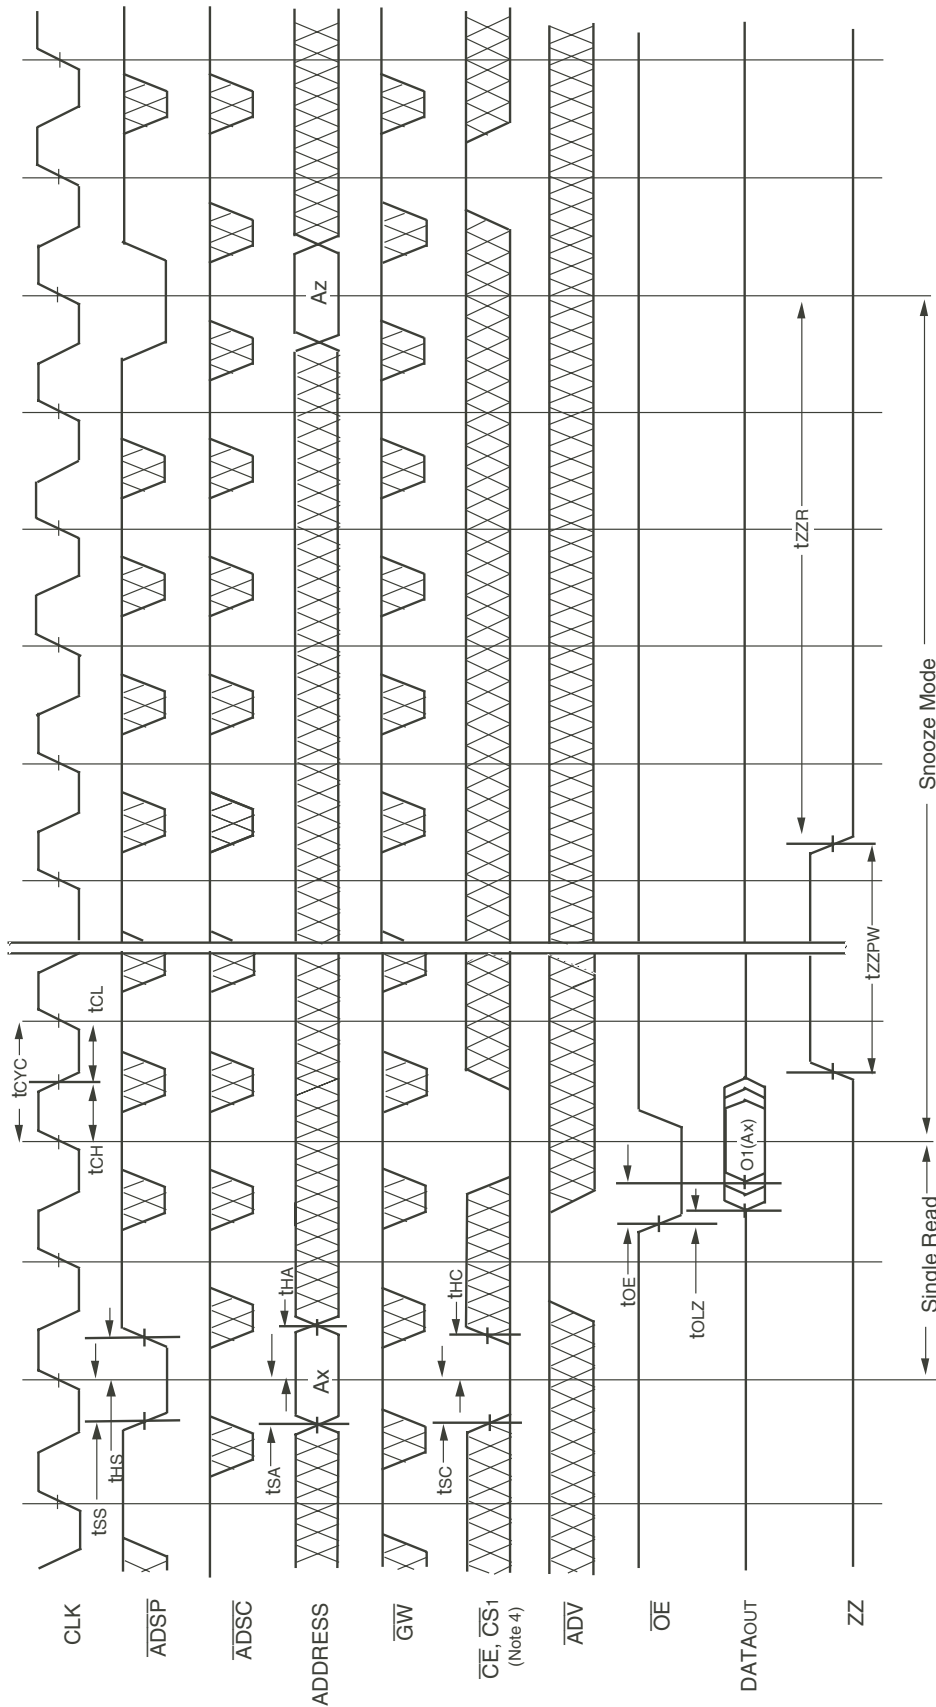 CLK
ADSP
ADSC
ADDRESS
GW
CE, CS1
(Note 4)
ADV
OE
DATAOUT
ZZ
tCYC
tCH
tCL
tSS
tHS
tSA
tHA
Ax
Az
tSC
tHC
tOE
tOLZ
O1(Ax)
tZZPW
tZZR
Single Read
Snooze Mode